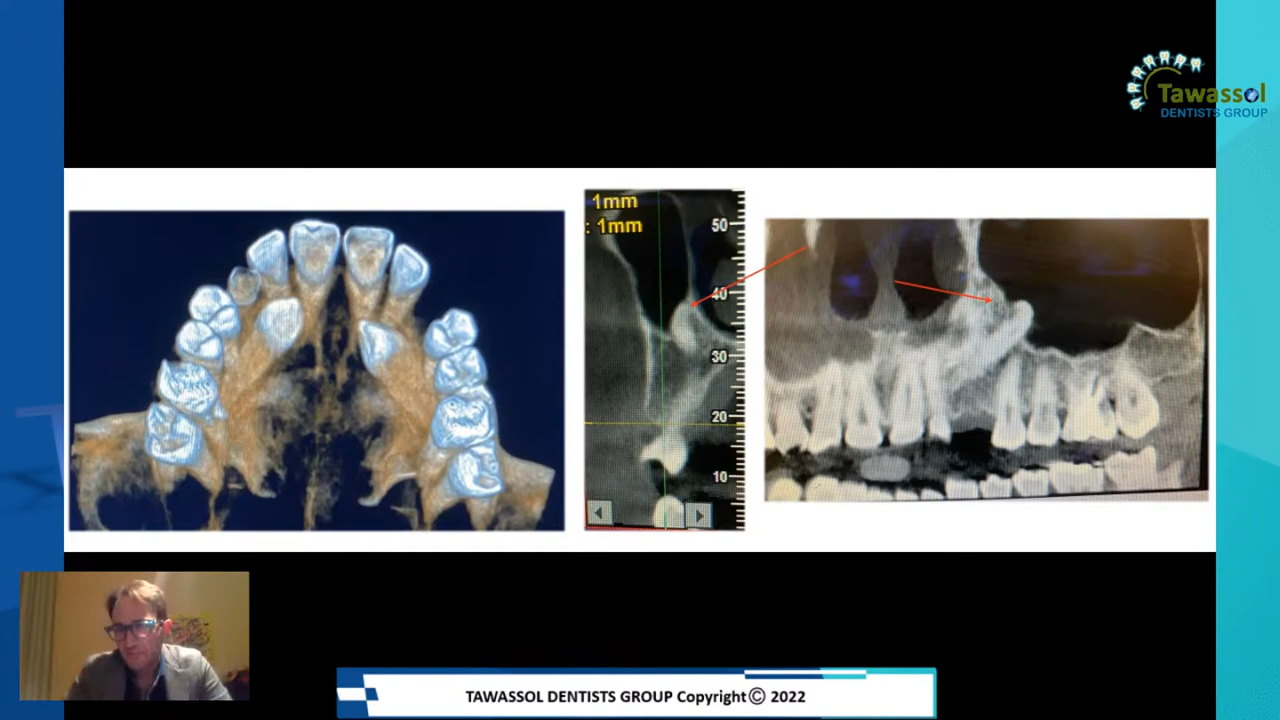 Tawassol
DENTISTS GROUP
1mm
: 1mm
50
40
30
20
10
TAWASSOL DENTISTS GROUP Copyright© 2022